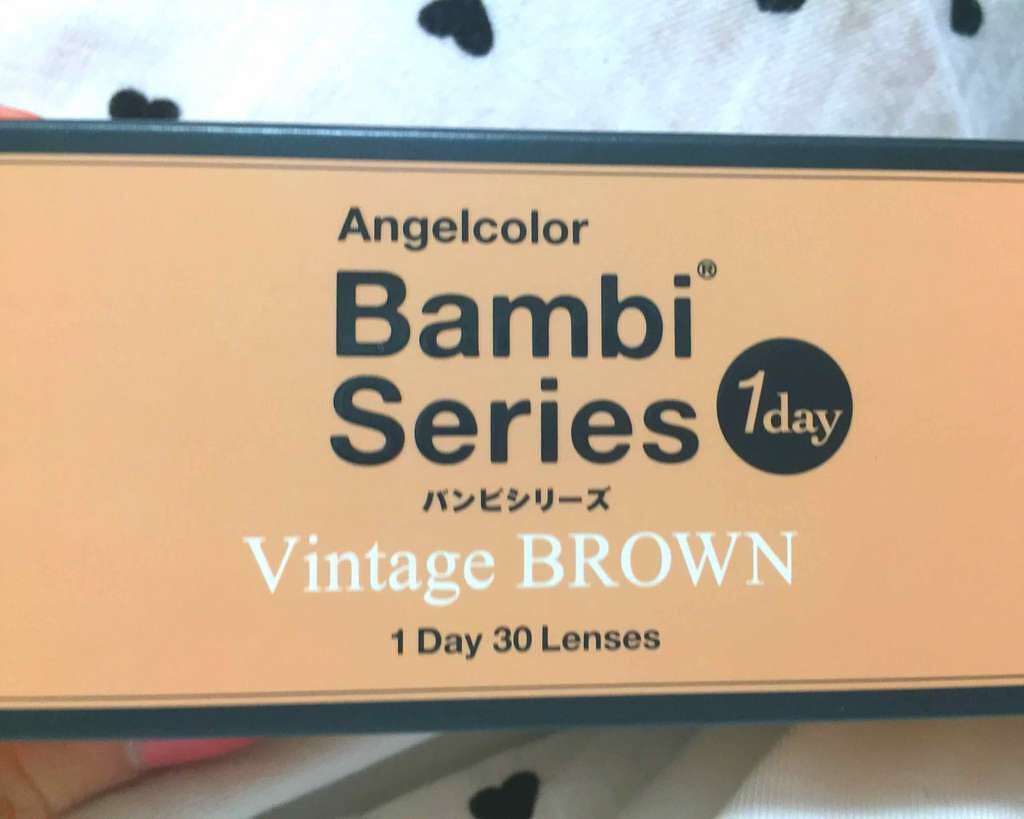 Angelcolor
Bambi®
Series 1day
バンビシリーズ
Vintage BROWN
1 Day 30 Lenses